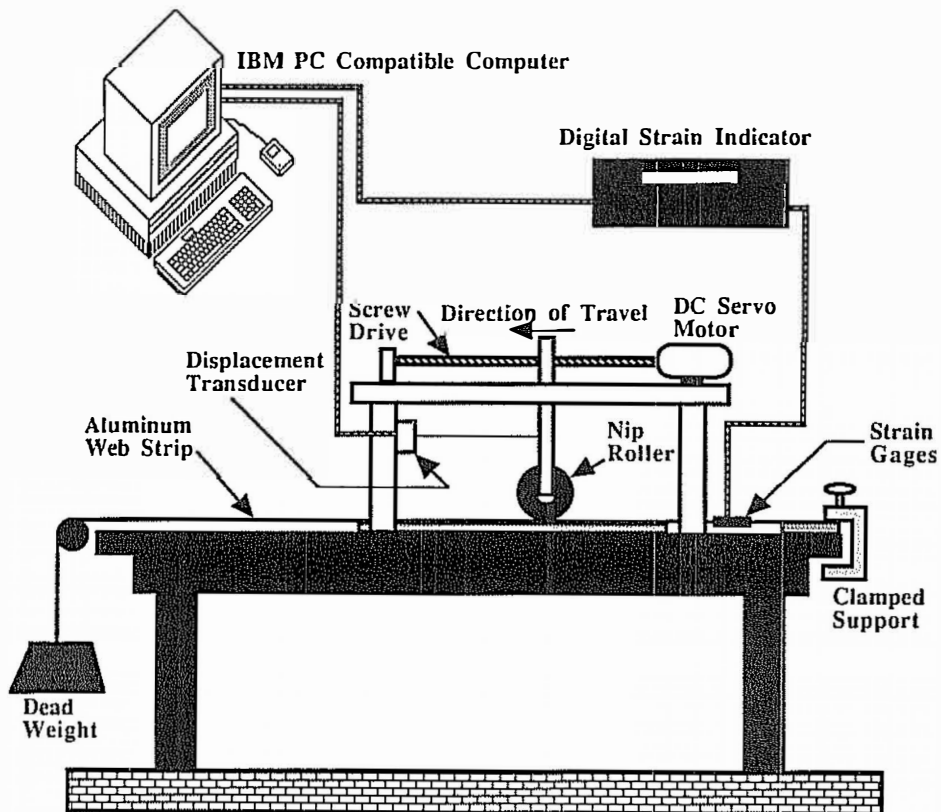 IBM PC Compatible Computer
Digital Strain Indicator
Screw
Drive
Direction of Travel
DC Servo
Motor
Displacement
Transducer
Aluminum
Web Strip
Nip
Roller
Strain
Gages
Clamped
Support
Dead
Weight